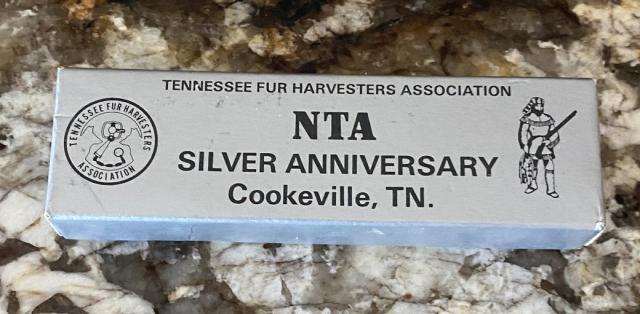 TENNESSEE FUR HARVESTERS ASSOCIATION
NTA
SILVER ANNIVERSARY
Cookeville, TN.
TENNESSEE FUR HARVESTERS
ASSOCIATION